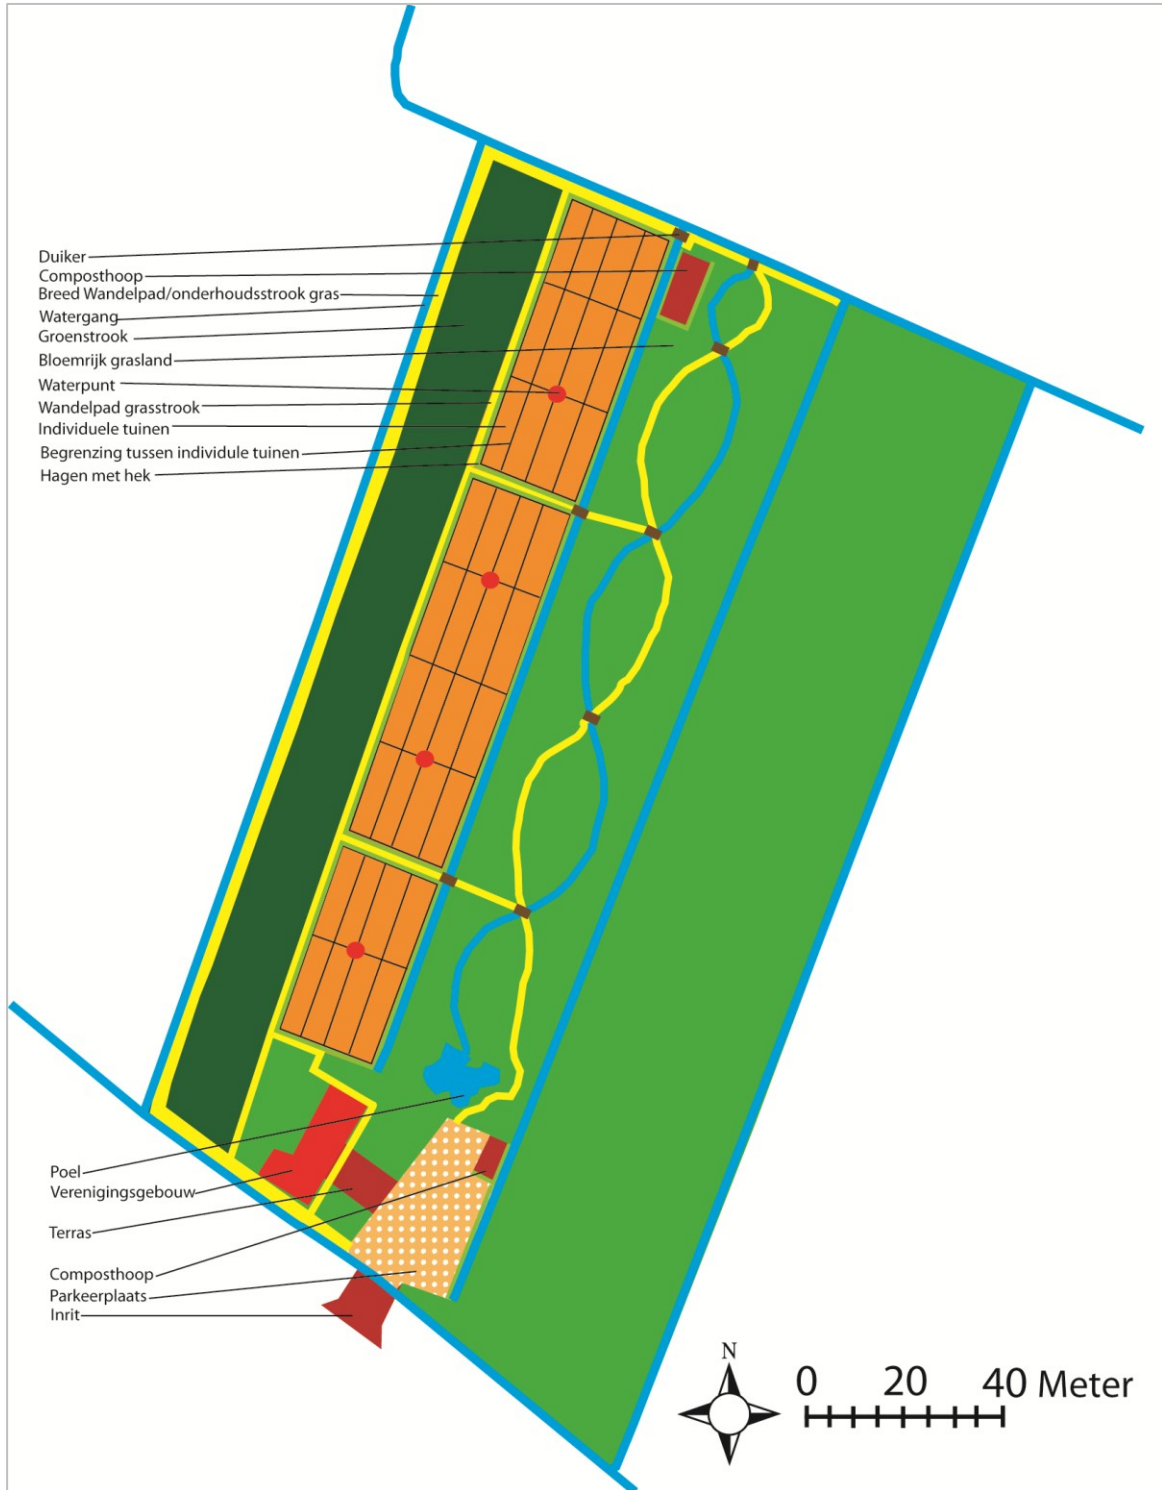 Duiker
Composthoop
Breed Wandelpad/onderhoudsstrook gras
Watergang
Groenstrook
Bloemrijk grasland
Waterpunt
Wandelpad grasstrook
Individuele tuinen
Begrenzing tussen individule tuinen
Hagen met hek
Poel
Verenigingsgebouw
Terras
Composthoop
Parkeerplaats
Inrit
N
0 20 40 Meter